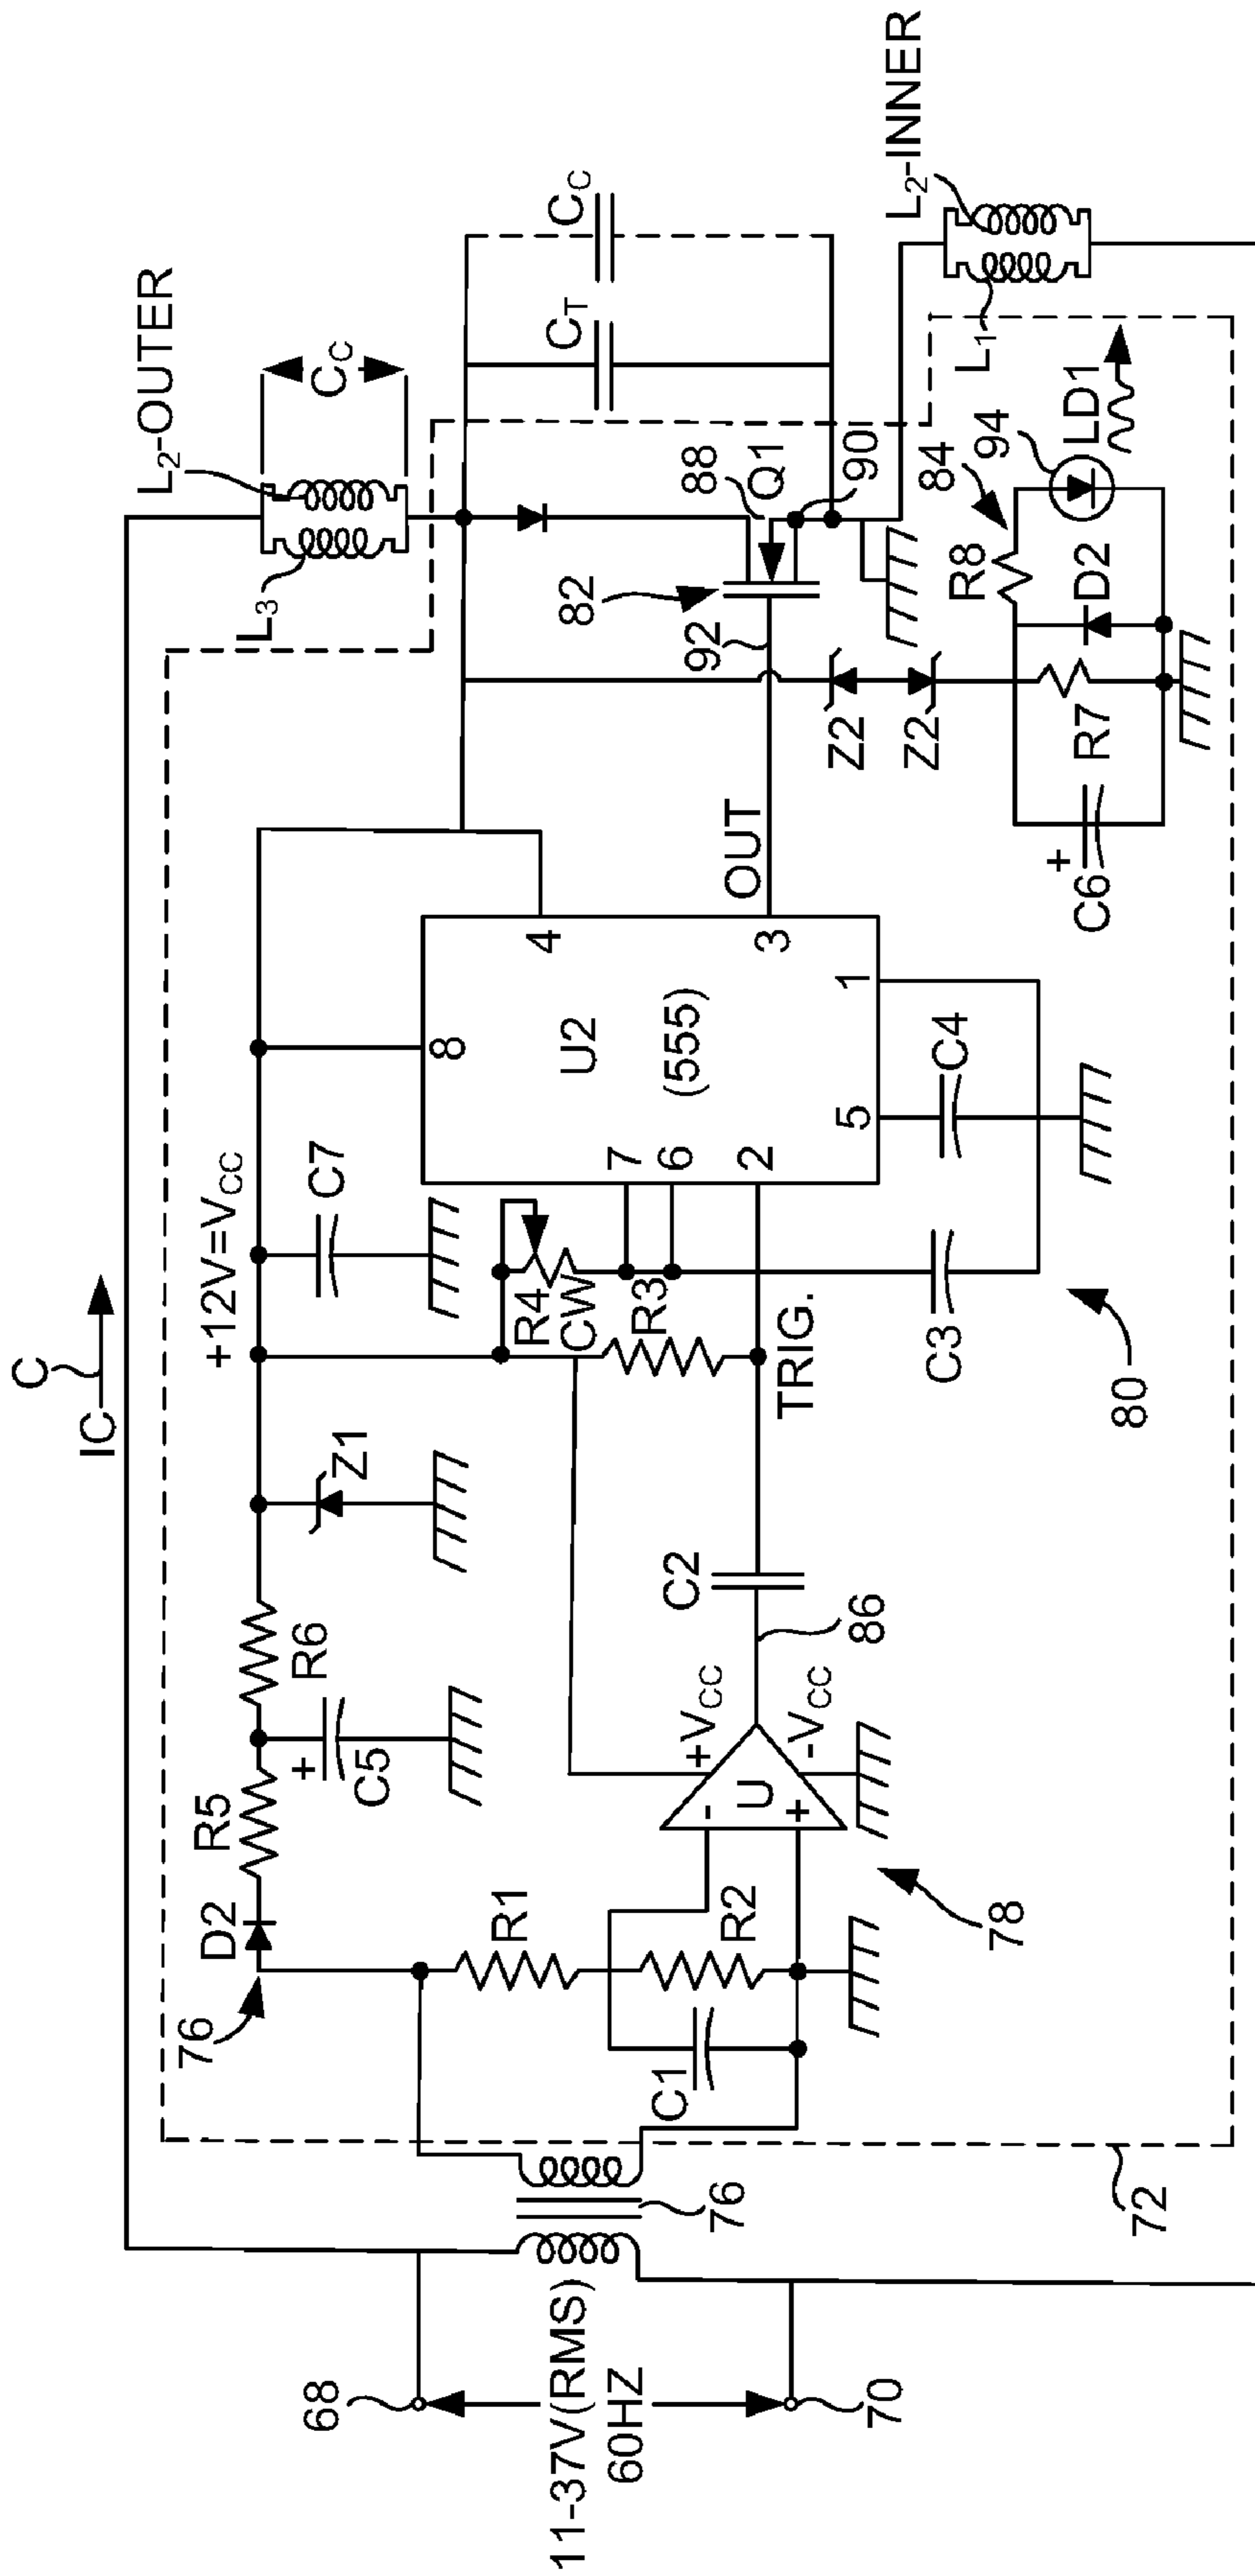 C
IC
L2-OUTER
L3
CC
+12V=VCC
D2
R5
R6
C5
+
Z1
C7
76
R1
R2
C1
-
U
+
+VCC
-VCC
78
86
C2
TRIG.
R4
CW
R3
C3
80
8
7
6
2
U2
(555)
4
3
5
1
C4
OUT
92
82
88
Q1
90
CT
CC
Z2
Z2
+
C6
R7
D2
R8
84
94
LD1
L1
L2-INNER
68
11-37V(RMS)
60HZ
70
76
72